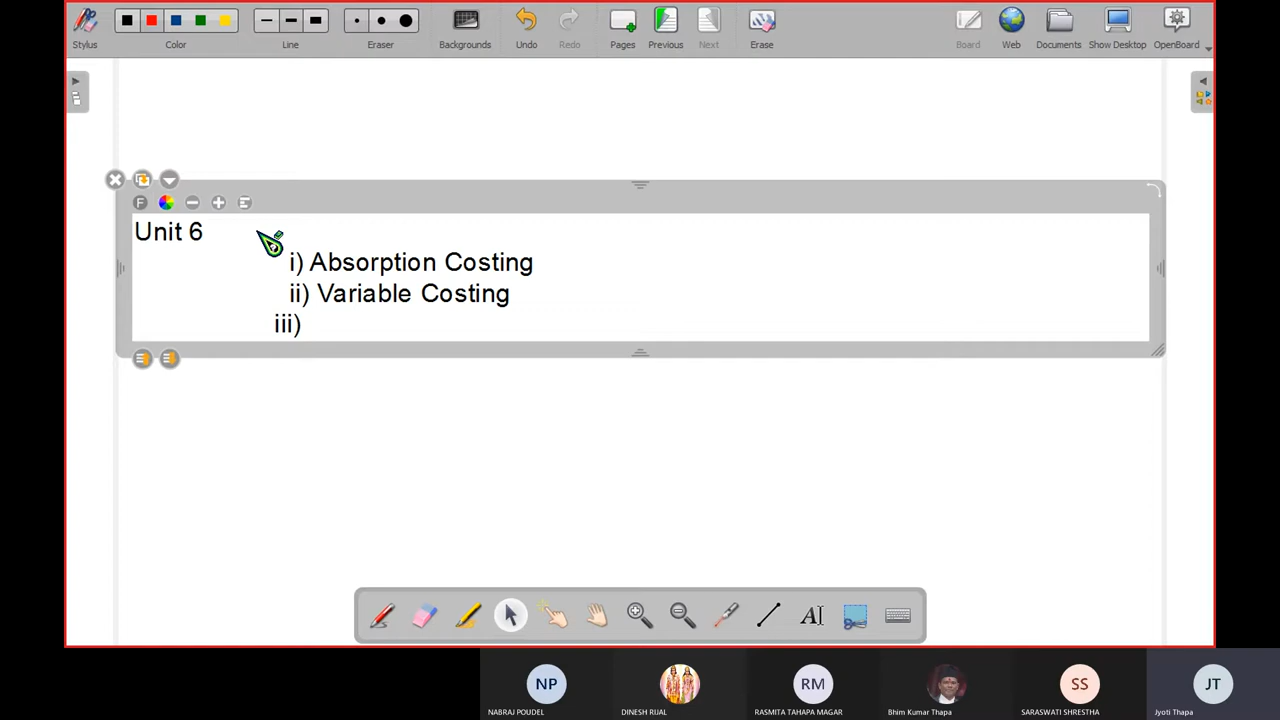 Stylus Color Line Eraser Backgrounds Undo Redo Pages Previous Next Erase Board Web Documents Show Desktop OpenBoard
F
Unit 6
i) Absorption Costing
ii) Variable Costing
iii)
AI
NP RM SS JT
NABRAJ POUDEL DINESH RIJAL RASMITA TAHAPA MAGAR Bhim Kumar Thapa SARASWATI SHRESTHA Jyoti Thapa